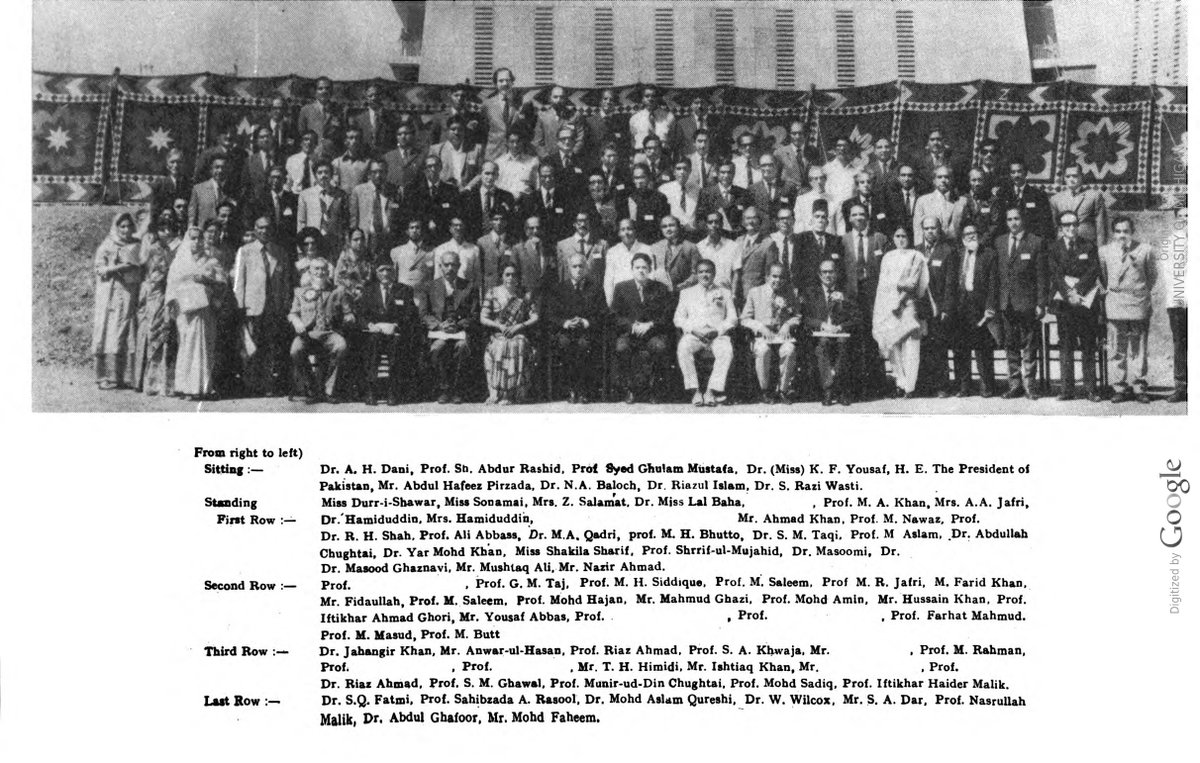 From right to left)
Sitting :— Dr. A. H. Dani, Prof. Sh. Abdur Rashid, Prof Syed Ghulam Mustafa, Dr. (Miss) K. F. Yousaf, H. E. The President of
Pakistan, Mr. Abdul Hafeez Pirzada, Dr. N.A. Baloch, Dr. Riazul Islam, Dr. S. Razi Wasti.
Standing Miss Durr-i-Shawar, Miss Sonamai, Mrs. Z. Salamat, Dr. Miss Lal Baha, , Prof. M. A. Khan, Mrs. A.A. Jafri,
First Row :— Dr. Hamiduddin, Mrs. Hamiduddin, Mr. Ahmad Khan, Prof. M. Nawaz, Prof.
Dr. R. H. Shah, Prof. Ali Abbass, Dr. M.A. Qadri, prof. M. H. Bhutto, Dr. S. M. Taqi, Prof. M Aslam, Dr. Abdullah
Chughtai, Dr. Yar Mohd Khan, Miss Shakila Sharif, Prof. Shrrif-ul-Mujahid, Dr. Masoomi, Dr.
Dr. Masood Ghaznavi, Mr. Mushtaq Ali, Mr. Nazir Ahmad.
Second Row :— Prof. , Prof. G. M. Taj, Prof. M. H. Siddique, Prof. M. Saleem, Prof M. R. Jafri, M. Farid Khan,
Mr. Fidaullah, Prof. M. Saleem, Prof. Mohd Hajan, Mr. Mahmud Ghazi, Prof. Mohd Amin, Mr. Hussain Khan, Prof.
Iftikhar Ahmad Ghori, Mr. Yousaf Abbas, Prof. , Prof. , Prof. Farhat Mahmud.
Prof. M. Masud, Prof. M. Butt
Third Row :— Dr. Jahangir Khan, Mr. Anwar-ul-Hasan, Prof. Riaz Ahmad, Prof. S. A. Khwaja, Mr. , Prof. M. Rahman,
Prof. , Prof. , Mr. T. H. Himidi, Mr. Ishtiaq Khan, Mr. , Prof.
Dr. Riaz Ahmad, Prof. S. M. Ghawal, Prof. Munir-ud-Din Chughtai, Prof. Mohd Sadiq, Prof. Iftikhar Haider Malik.
Last Row :— Dr. S.Q. Fatmi, Prof. Sahibzada A. Rasool, Dr. Mohd Aslam Qureshi, Dr. W. Wilcox, Mr. S. A. Dar, Prof. Nasrullah
Malik, Dr. Abdul Ghafoor, Mr. Mohd Faheem.
Digitized by Google